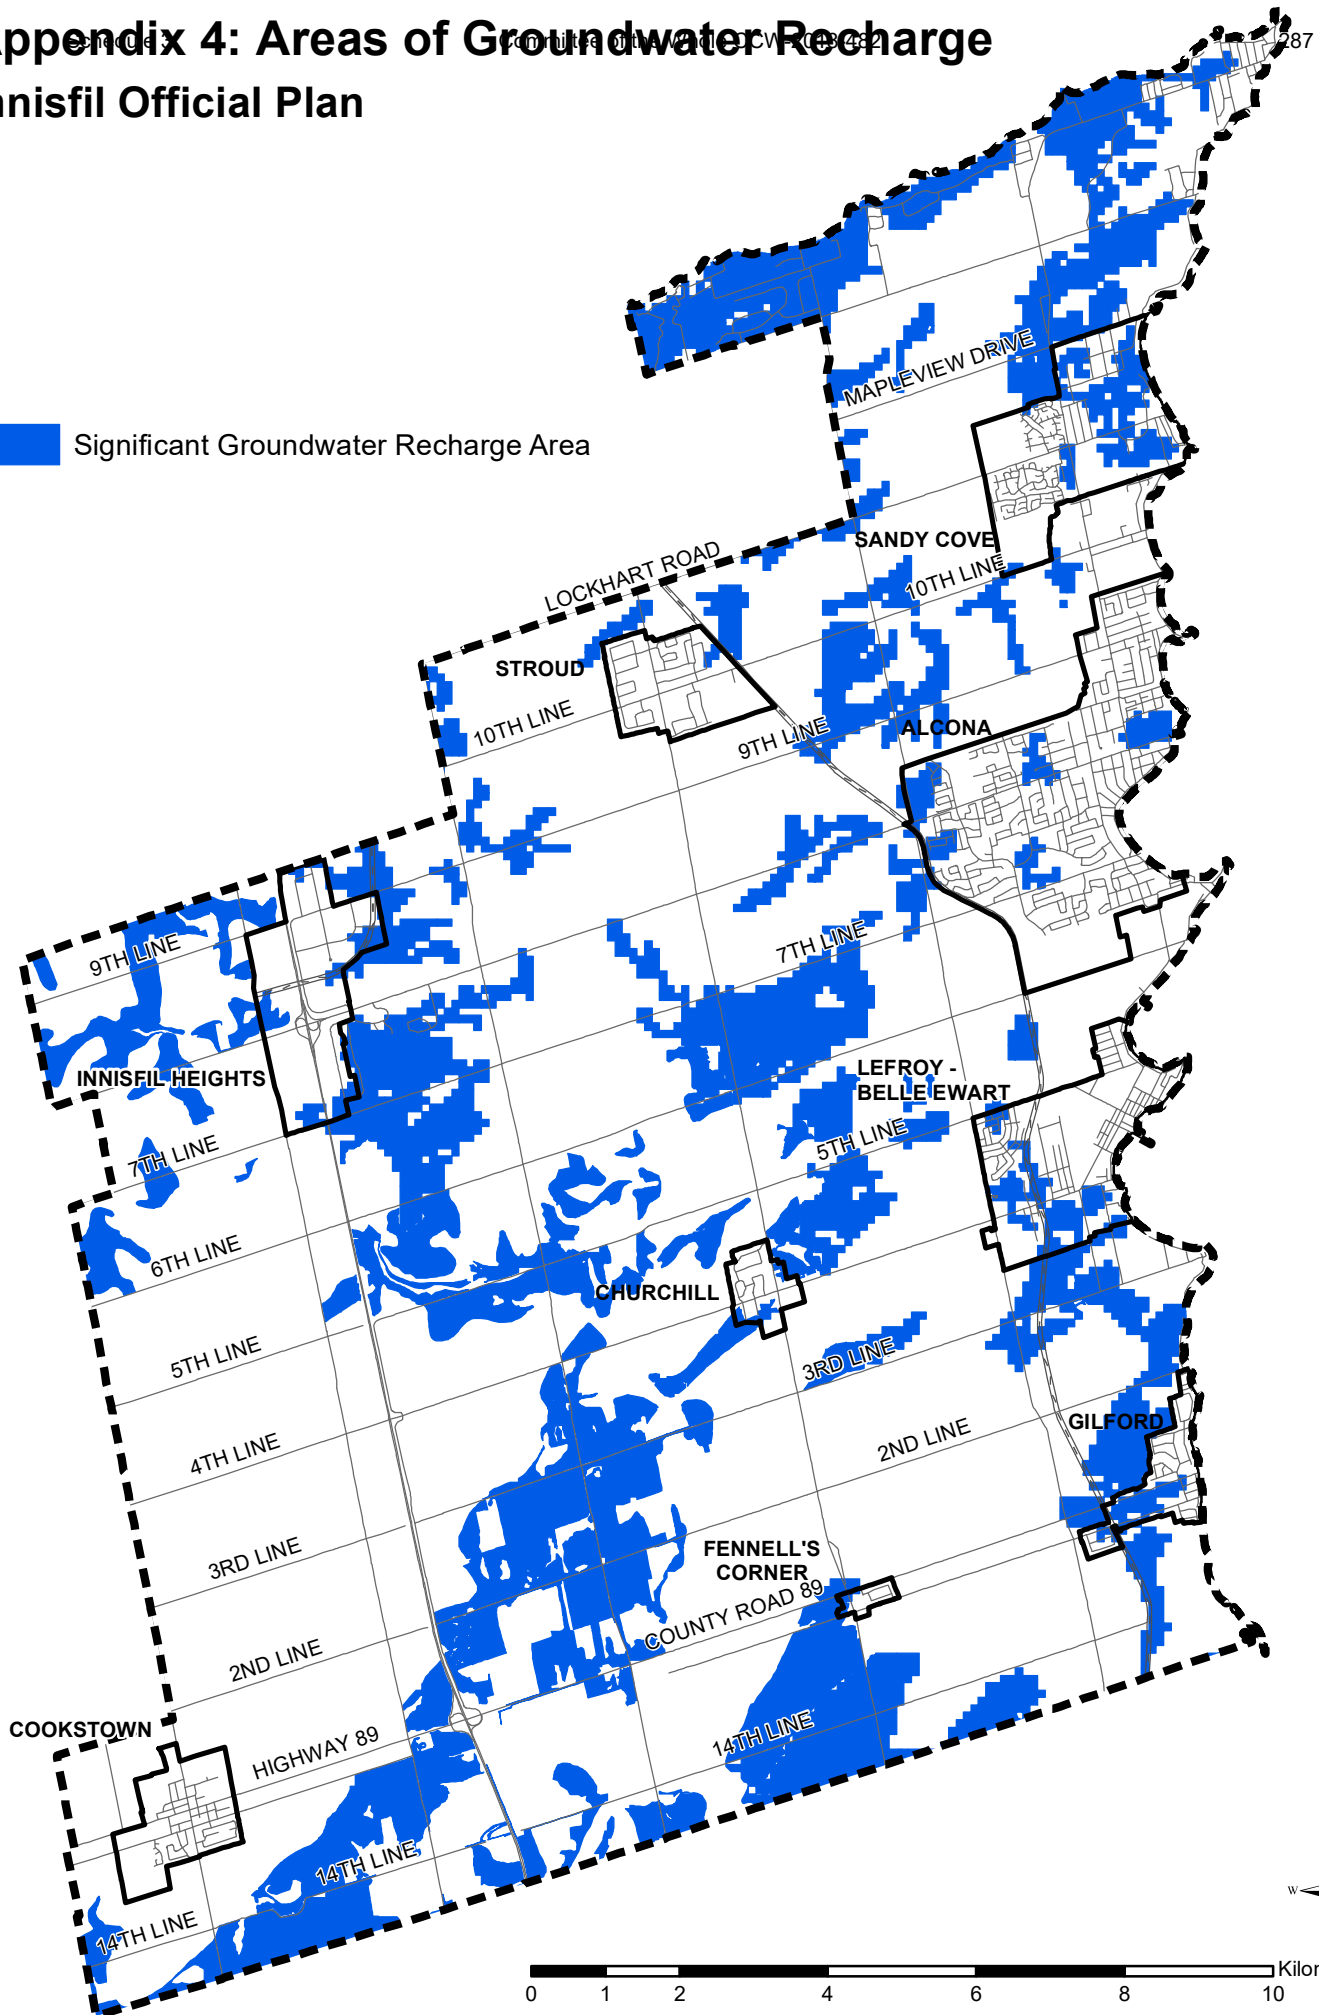 ppendix 4: Areas of Groundwater Recharge
Schedule 3
287
nnisfil Official Plan
MAPLEVIEW DRIVE
Significant Groundwater Recharge Area
SANDY COVE
LOCKHART ROAD
10TH LINE
STROUD
10TH LINE
9TH LINE
ALCONA
9TH LINE
7TH LINE
INNISFIL HEIGHTS
LEFROY -
BELLE EWART
7TH LINE
5TH LINE
6TH LINE
CHURCHILL
5TH LINE
3RD LINE
4TH LINE
2ND LINE
GILFORD
3RD LINE
FENNELL'S
CORNER
COUNTY ROAD 89
2ND LINE
COOKSTOWN
HIGHWAY 89
14TH LINE
14TH LINE
14TH LINE
W
Kilon
0 1 2 4 6 8 10